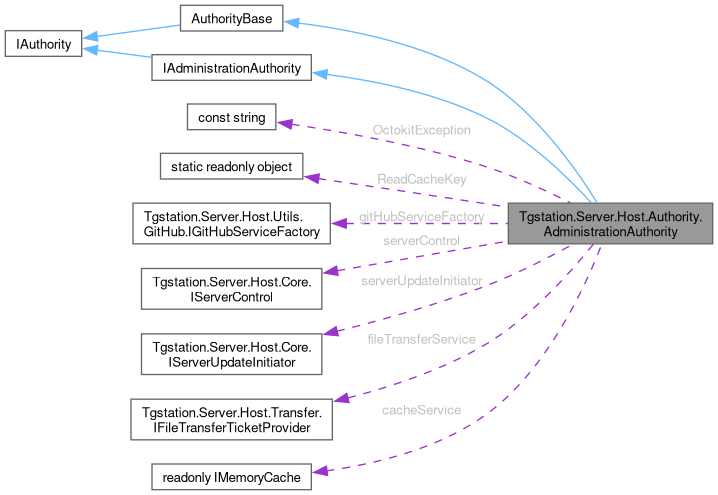 AuthorityBase
IAuthority
IAdministrationAuthority
const string
OctokitException
static readonly object
ReadCacheKey
Tgstation.Server.Host.Utils.
GitHub.IGitHubServiceFactory
gitHubServiceFactory
Tgstation.Server.Host.Authority.
AdministrationAuthority
serverControl
Tgstation.Server.Host.Core.
IServerControl
serverUpdateInitiator
Tgstation.Server.Host.Core.
IServerUpdateInitiator
fileTransferService
Tgstation.Server.Host.Transfer.
IFileTransferTicketProvider
cacheService
readonly IMemoryCache